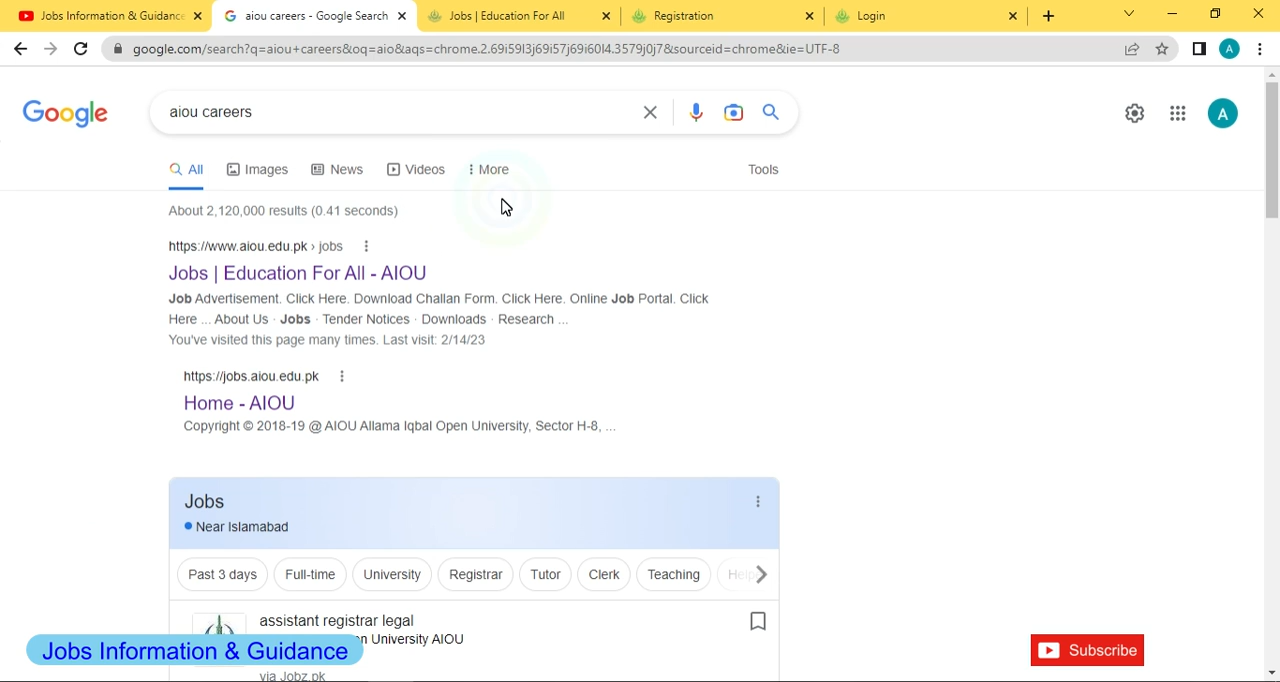 Jobs Information & Guidance
aiou careers - Google Search
Jobs | Education For All
Registration
Login
google.com/search?q=aiou+careers&oq=aio&aqs=chrome.2.69i59l3j69i57j69i60l4.3579j0j7&sourceid=chrome&ie=UTF-8
A
Google
aiou careers
A
All
Images
News
Videos
More
Tools
About 2,120,000 results (0.41 seconds)
https://www.aiou.edu.pk › jobs
Jobs | Education For All - AIOU
Job Advertisement. Click Here. Download Challan Form. Click Here. Online Job Portal. Click
Here ... About Us · Jobs · Tender Notices · Downloads · Research ...
You've visited this page many times. Last visit: 2/14/23
https://jobs.aiou.edu.pk
Home - AIOU
Copyright © 2018-19 @ AIOU Allama Iqbal Open University, Sector H-8, ...
Jobs
Near Islamabad
Past 3 days
Full-time
University
Registrar
Tutor
Clerk
Teaching
Help
assistant registrar legal
University AIOU
via Jobz.pk
Jobs Information & Guidance
Subscribe